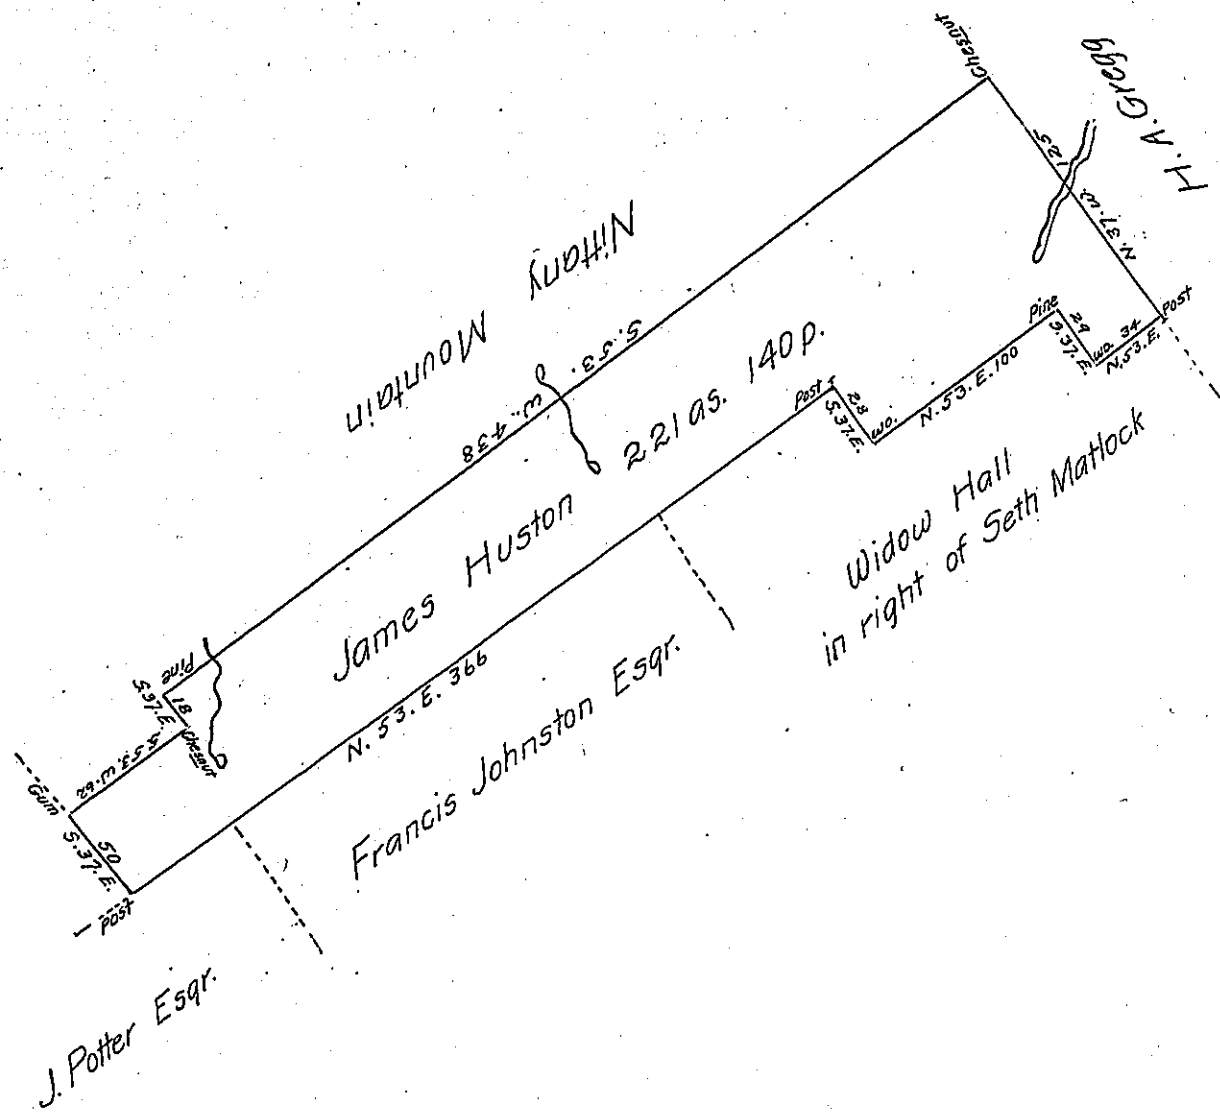 Chesnut
H. A. Gregg
125
N. 37. W.
Nittany Mountain
S. 53. W. 438
Pine
29
S. 37. E.
Post
wo. 34
N. 53. E.
221 as. 140 p.
Post
28
S. 37. E.
wo.
N. 53. E. 100
James Huston
Widow Hall
in right of Seth Matlock
Pine
S. 37. E.
18
Chesnut
S. 53. W. 62
N. 53. E. 366
Francis Johnston Esqr.
Gum
50
S. 37. E.
Post
J. Potter Esqr.